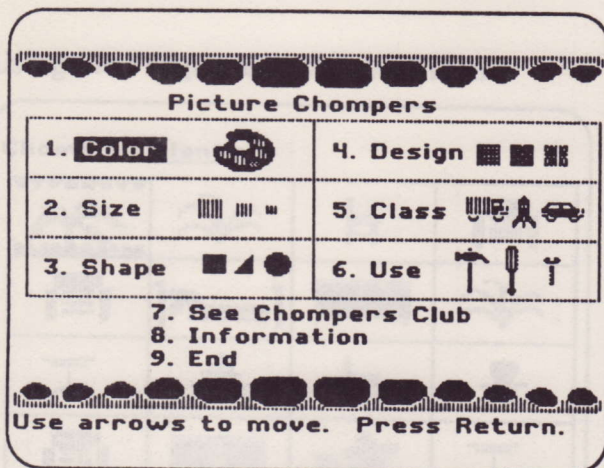 Picture Chompers
1. Color
4. Design
2. Size
5. Class
3. Shape
6. Use
7. See Chompers Club
8. Information
9. End
Use arrows to move. Press Return.